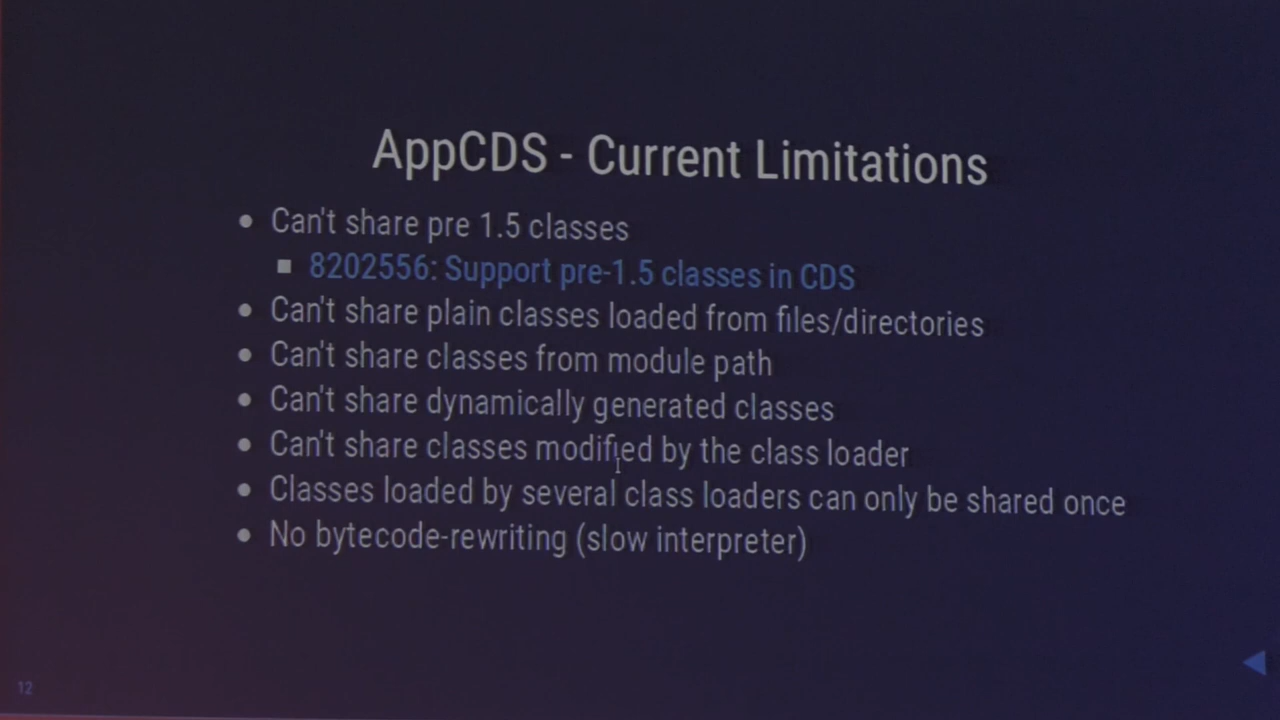 AppCDS - Current Limitations
Can't share pre 1.5 classes
8202556: Support pre-1.5 classes in CDS
Can't share plain classes loaded from files/directories
Can't share classes from module path
Can't share dynamically generated classes
Can't share classes modified by the class loader
Classes loaded by several class loaders can only be shared once
No bytecode-rewriting (slow interpreter)
12